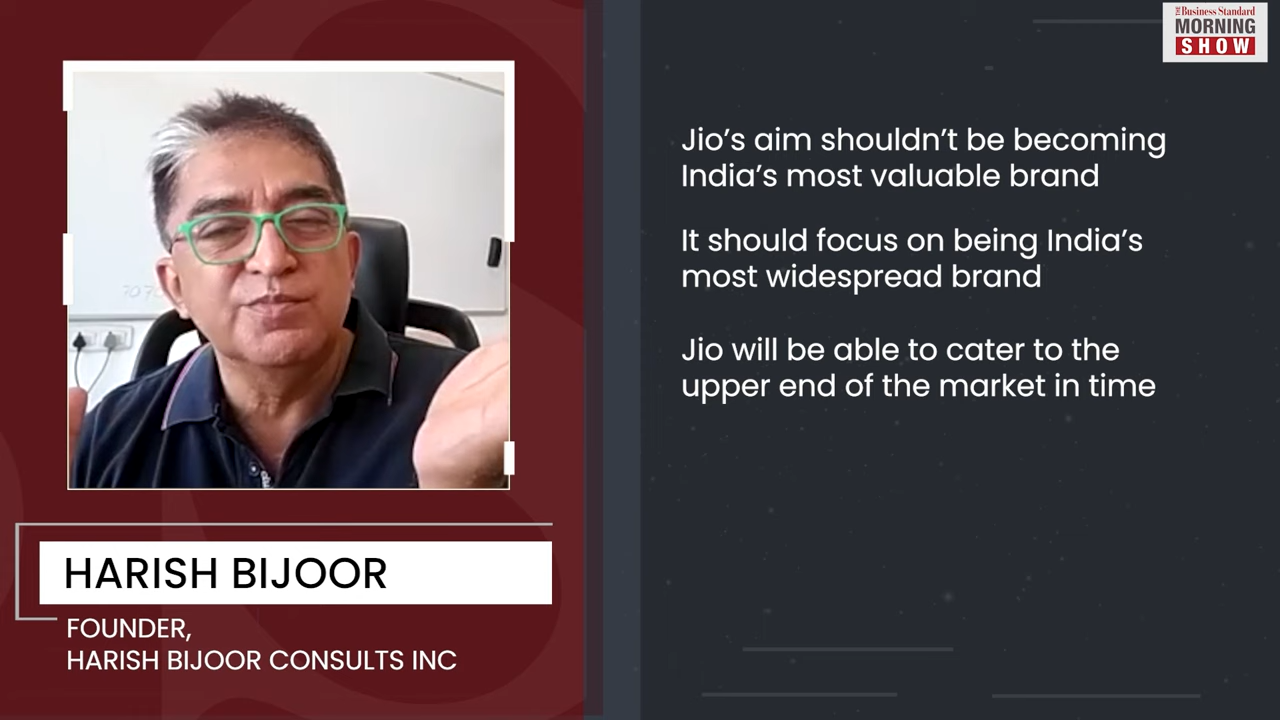 THE Business Standard
MORNING
SHOW
Jio’s aim shouldn’t be becoming
India’s most valuable brand
It should focus on being India’s
most widespread brand
Jio will be able to cater to the
upper end of the market in time
HARISH BIJOOR
FOUNDER,
HARISH BIJOOR CONSULTS INC